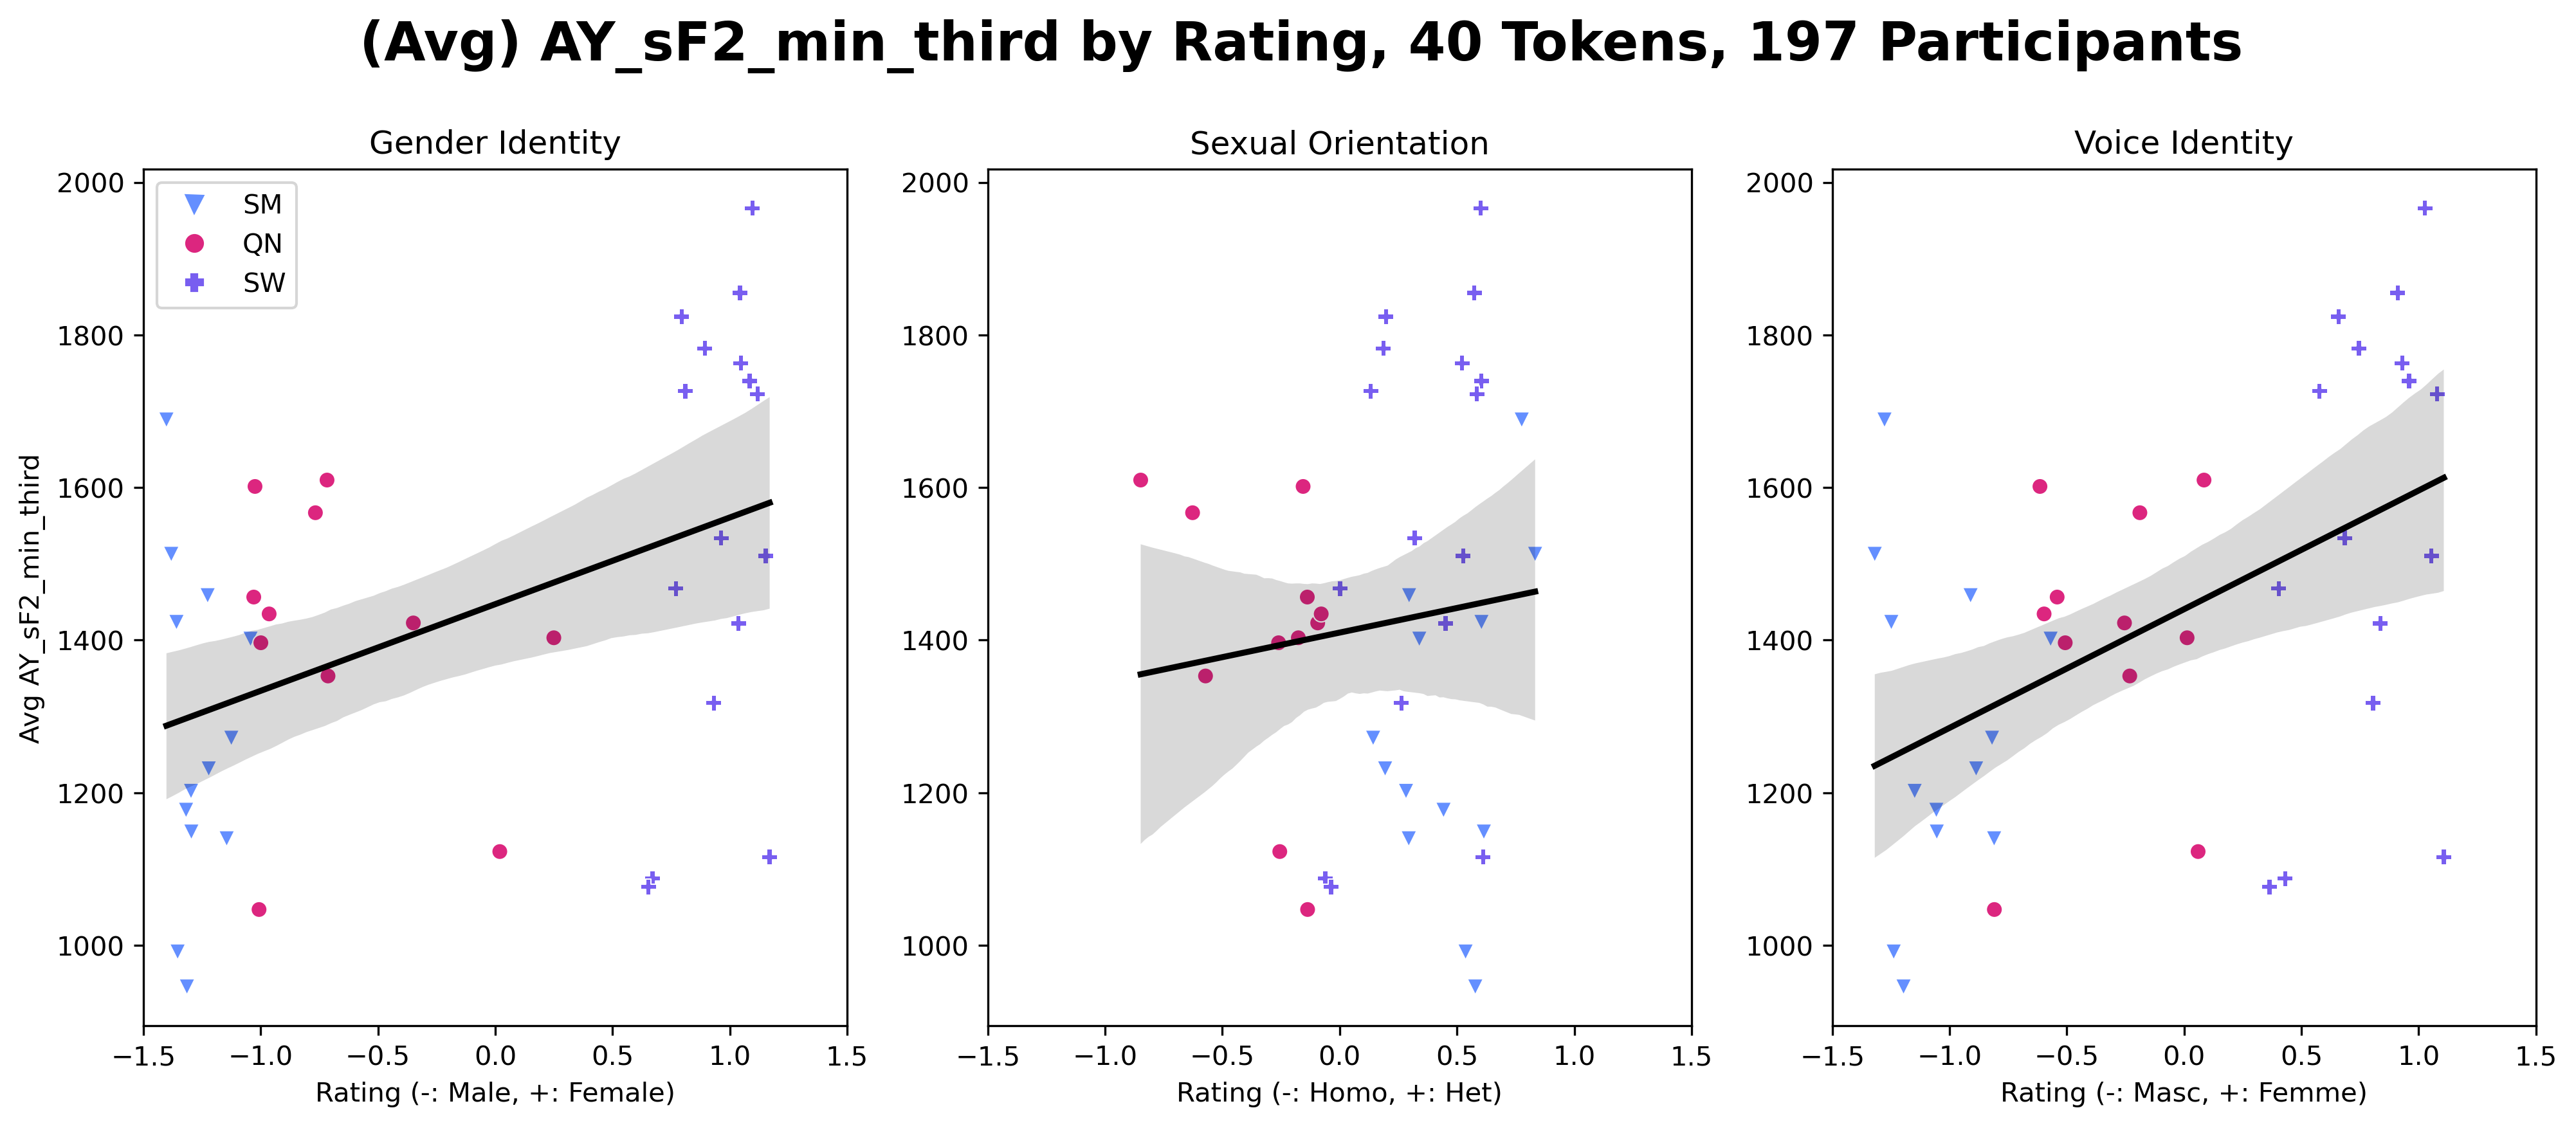 (Avg) AY_sF2_min_third by Rating, 40 Tokens, 197 Participants
Gender Identity
Sexual Orientation
Voice Identity
SM
QN
SW
Avg AY_sF2_min_third
2000
1800
1600
1400
1200
1000
−1.5 −1.0 −0.5 0.0 0.5 1.0 1.5
Rating (-: Male, +: Female)
2000
1800
1600
1400
1200
1000
−1.5 −1.0 −0.5 0.0 0.5 1.0 1.5
Rating (-: Homo, +: Het)
2000
1800
1600
1400
1200
1000
−1.5 −1.0 −0.5 0.0 0.5 1.0 1.5
Rating (-: Masc, +: Femme)